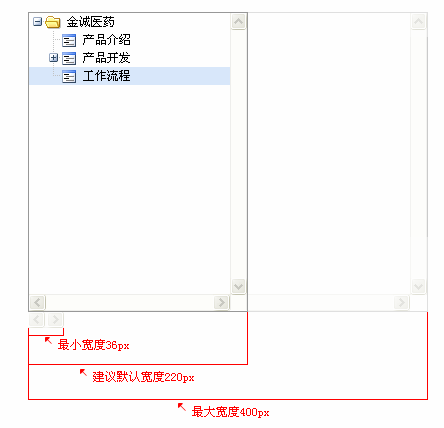 金诚医药
产品介绍
产品开发
工作流程
最小宽度36px
建议默认宽度220px
最大宽度400px